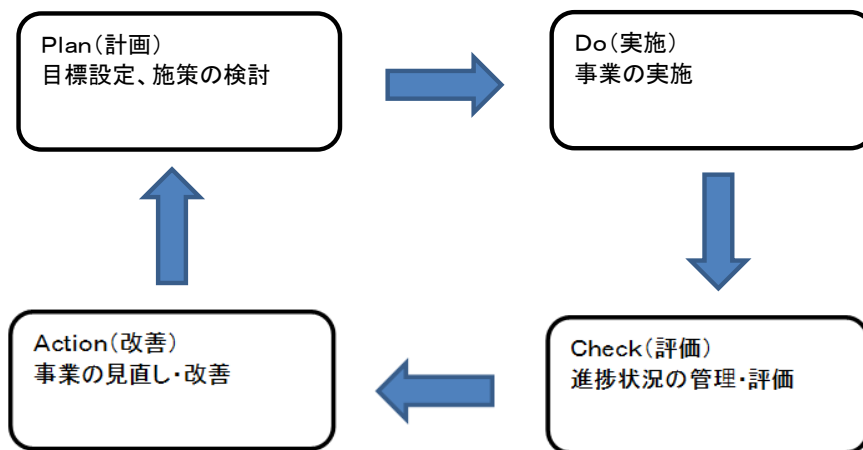 Plan(計画)
目標設定、施策の検討
Do(実施)
事業の実施
Action(改善)
事業の見直し・改善
Check(評価)
進捗状況の管理・評価